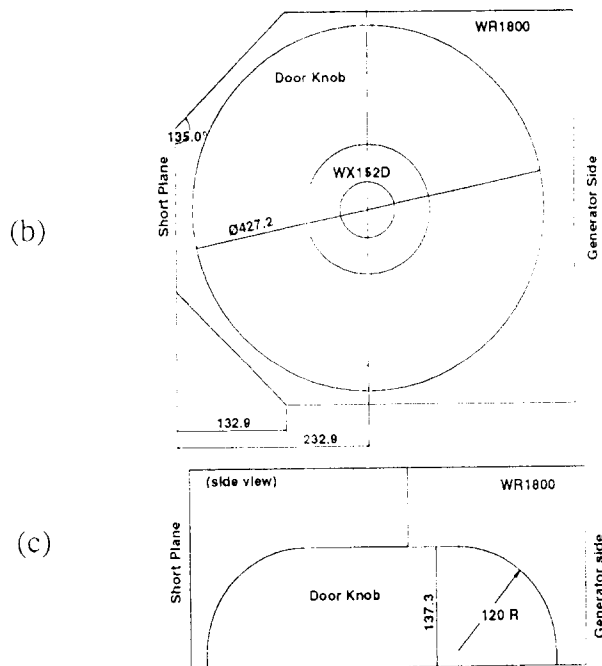 WR1800
Door Knob
135.0°
WX152D
Short Plane
Ø427.2
Generator Side
(b)
132.9
232.9
(side view)
WR1800
(c)
Short Plane
Door Knob
137.3
120 R
Generator side